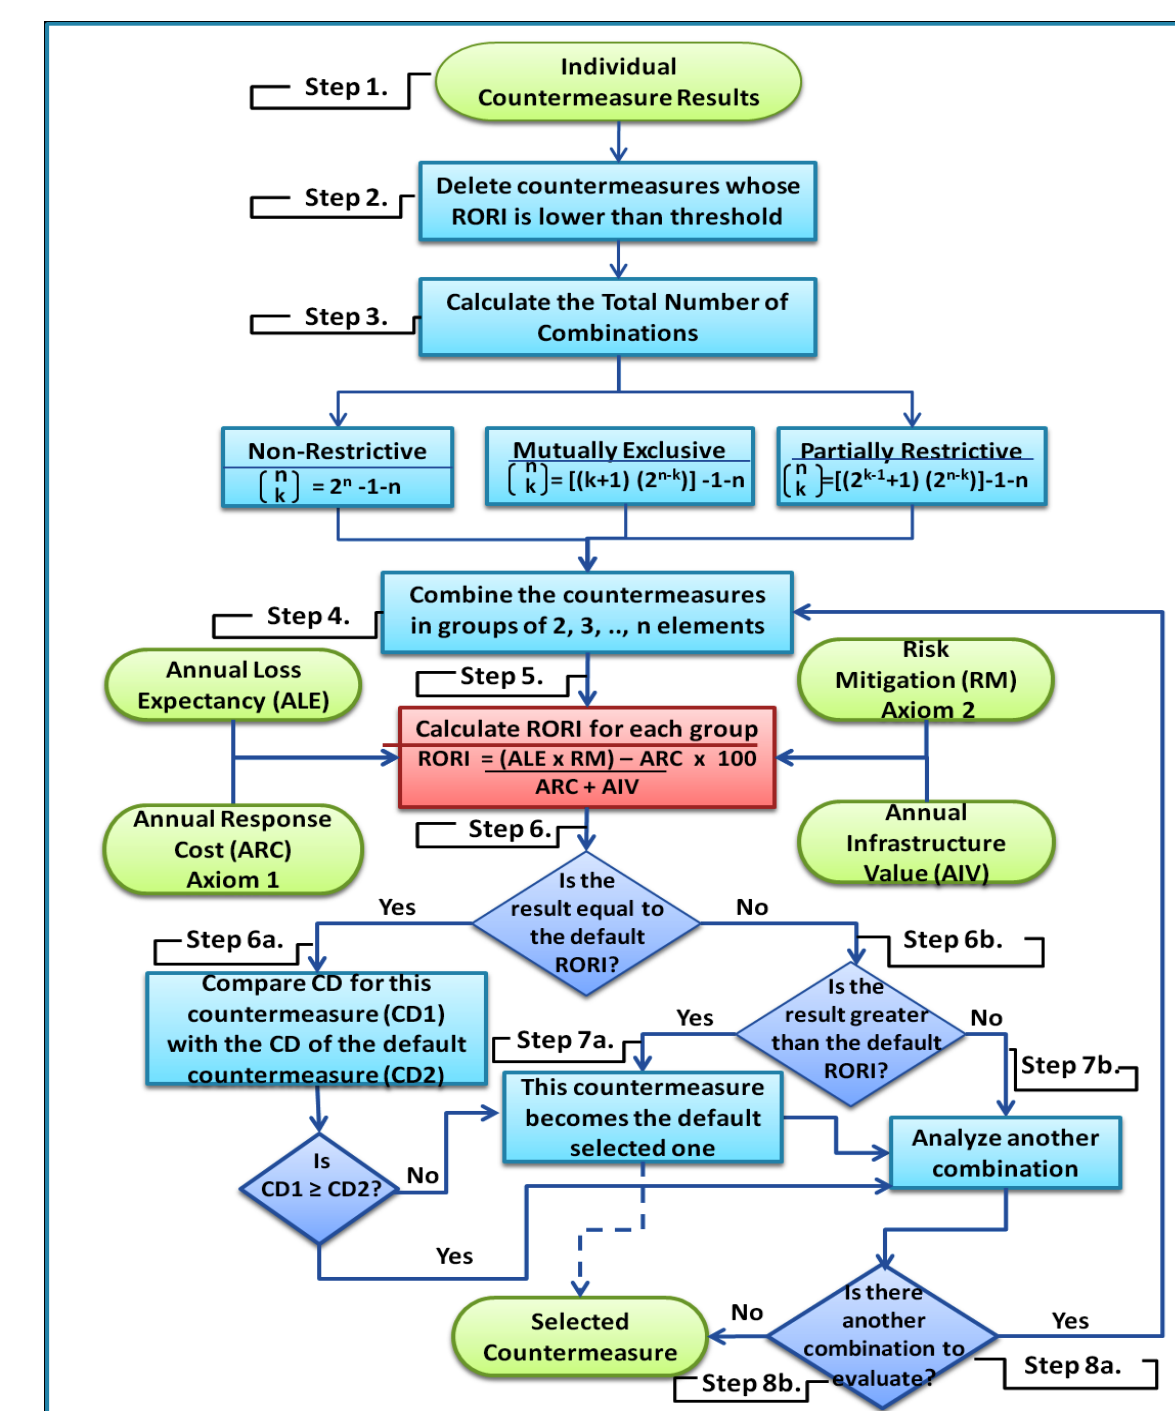 Step 1.
Individual
Countermeasure Results
Step 2.
Delete countermeasures whose
RORI is lower than threshold
Step 3.
Calculate the Total Number of
Combinations
Non-Restrictive
(n k) = 2^n -1-n
Mutually Exclusive
(n k)= [(k+1) (2^n-k)] -1-n
Partially Restrictive
(n k)=[(2^k-1+1) (2^n-k)]-1-n
Step 4.
Combine the countermeasures
in groups of 2, 3, .., n elements
Annual Loss
Expectancy (ALE)
Step 5.
Risk
Mitigation (RM)
Axiom 2
Calculate RORI for each group
RORI = (ALE x RM) – ARC x 100
ARC + AIV
Annual Response
Cost (ARC)
Axiom 1
Step 6.
Annual
Infrastructure
Value (AIV)
Is the
result equal to
the default
RORI?
Yes
No
Step 6a.
Step 6b.
Compare CD for this
countermeasure (CD1)
with the CD of the default
countermeasure (CD2)
Is the
result greater
than the default
RORI?
Yes
No
Step 7a.
Step 7b.
This countermeasure
becomes the default
selected one
Analyze another
combination
Is
CD1 ≥ CD2?
No
Yes
Selected
Countermeasure
No
Is there
another
combination to
evaluate?
Yes
Step 8a.
Step 8b.